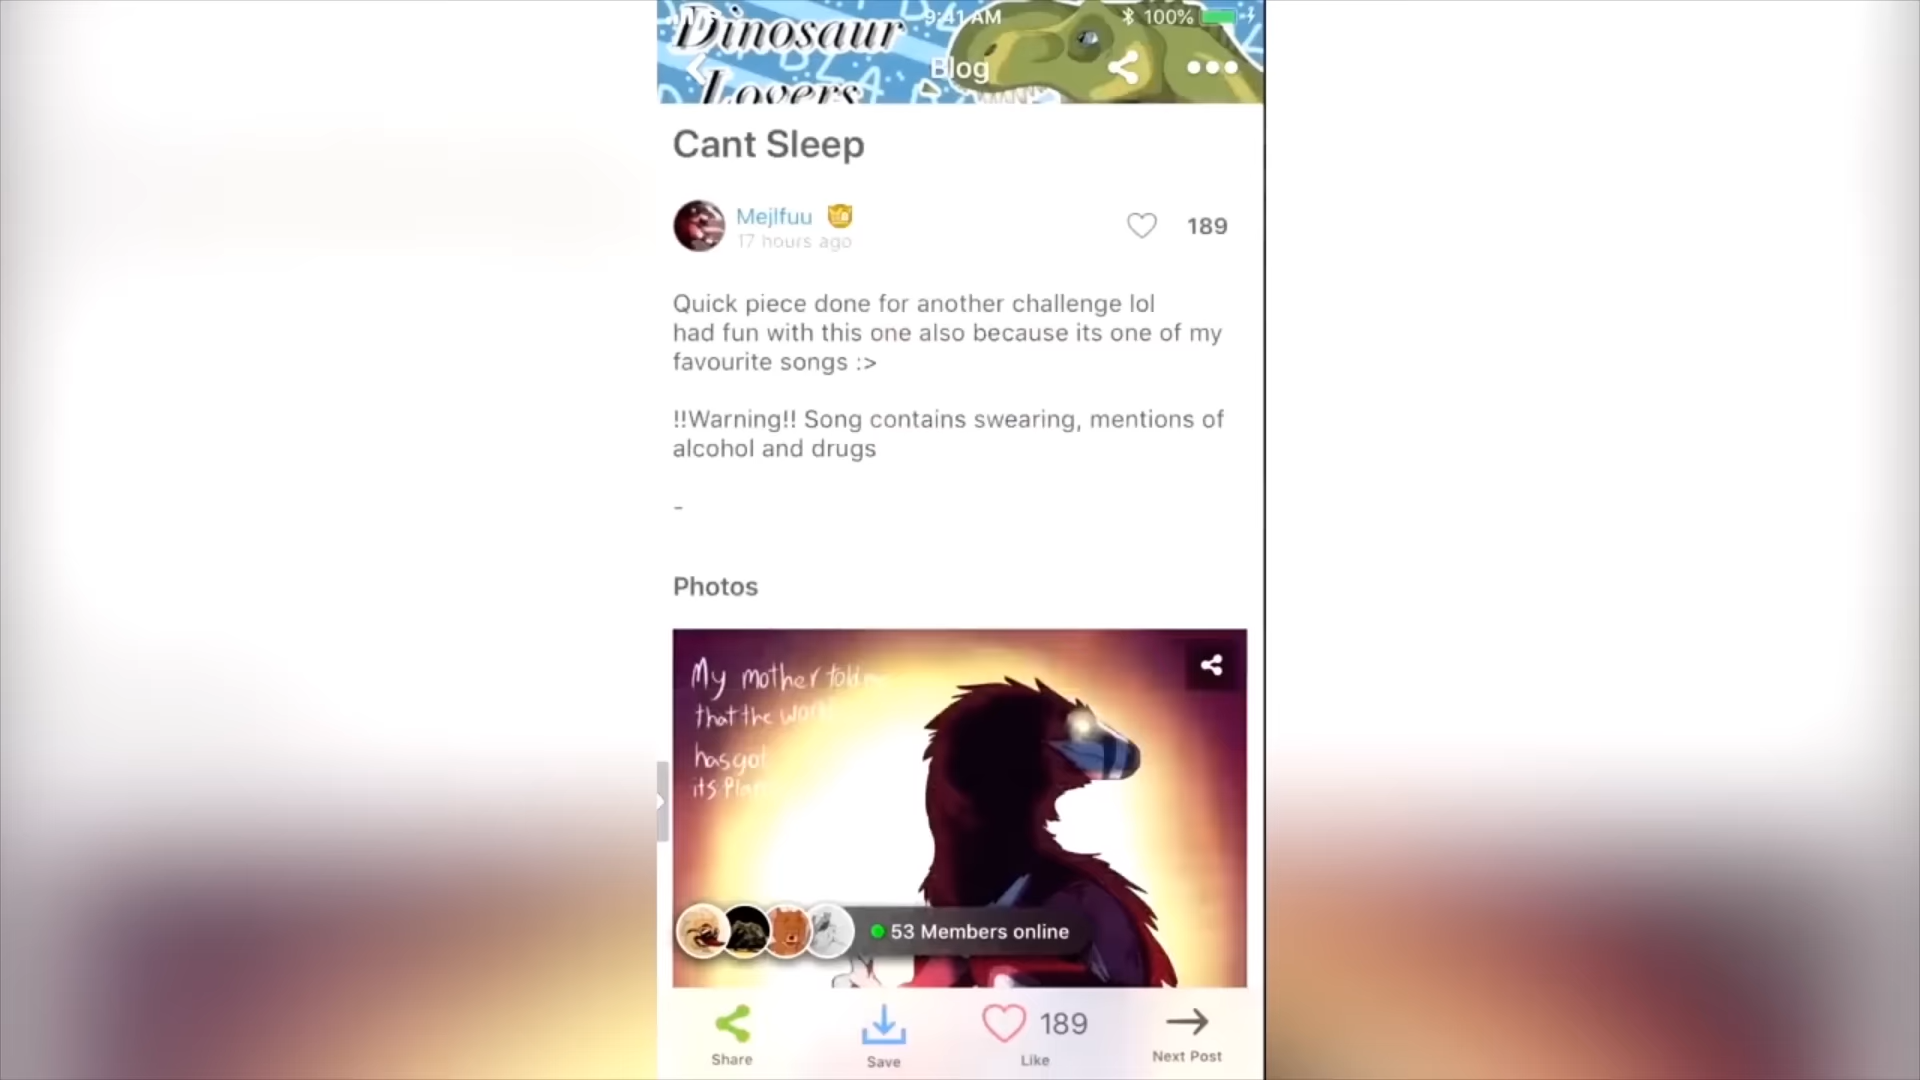 Dinosaur
9:41 AM
100%
Blog
Lovers
Cant Sleep
Mejlfuu
17 hours ago
189
Quick piece done for another challenge lol
had fun with this one also because its one of my
favourite songs :>
!!Warning!! Song contains swearing, mentions of
alcohol and drugs
-
Photos
My mother told
that the
has got
its
53 Members online
189
Share
Save
Like
Next Post